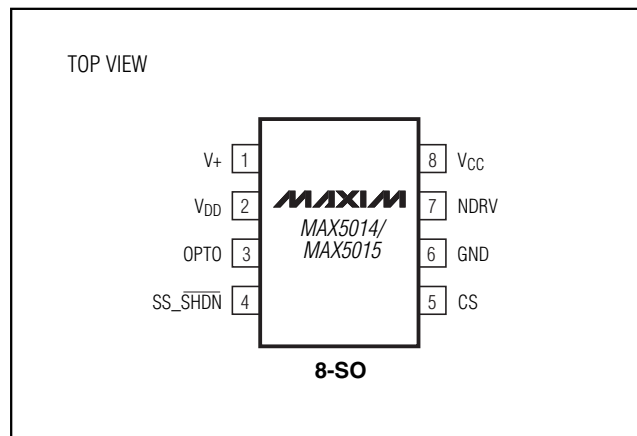 TOP VIEW
V+ 1
8 VCC
VDD 2
MAXIM
7 NDRV
MAX5014/
OPTO 3
MAX5015
6 GND
SS_SHDN 4
5 CS
8-SO